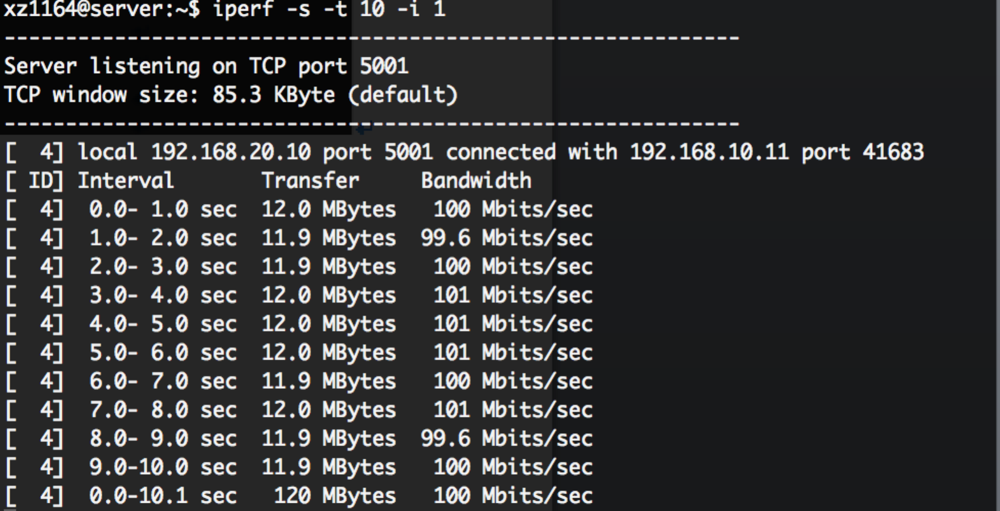 xz1164@server:~$ iperf -s -t 10 -i 1
------------------------------------------------------------
Server listening on TCP port 5001
TCP window size: 85.3 KByte (default)
------------------------------------------------------------
[  4] local 192.168.20.10 port 5001 connected with 192.168.10.11 port 41683
[ ID] Interval       Transfer     Bandwidth
[  4]  0.0- 1.0 sec  12.0 MBytes   100 Mbits/sec
[  4]  1.0- 2.0 sec  11.9 MBytes  99.6 Mbits/sec
[  4]  2.0- 3.0 sec  11.9 MBytes   100 Mbits/sec
[  4]  3.0- 4.0 sec  12.0 MBytes   101 Mbits/sec
[  4]  4.0- 5.0 sec  12.0 MBytes   101 Mbits/sec
[  4]  5.0- 6.0 sec  12.0 MBytes   101 Mbits/sec
[  4]  6.0- 7.0 sec  11.9 MBytes   100 Mbits/sec
[  4]  7.0- 8.0 sec  12.0 MBytes   101 Mbits/sec
[  4]  8.0- 9.0 sec  11.9 MBytes  99.6 Mbits/sec
[  4]  9.0-10.0 sec  11.9 MBytes   100 Mbits/sec
[  4]  0.0-10.1 sec   120 MBytes   100 Mbits/sec